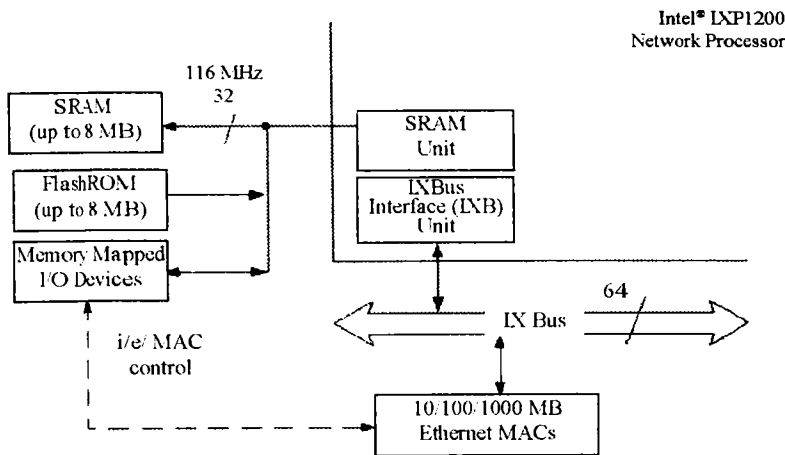 Intel® IXP1200
Network Processor
116 MHz
32
SRAM
(up to 8 MB)
SRAM
Unit
FlashROM
(up to 8 MB)
IXBus
Interface (IXB)
Unit
Memory Mapped
I/O Devices
64
IX Bus
i/e/ MAC
control
10/100/1000 MB
Ethernet MACs